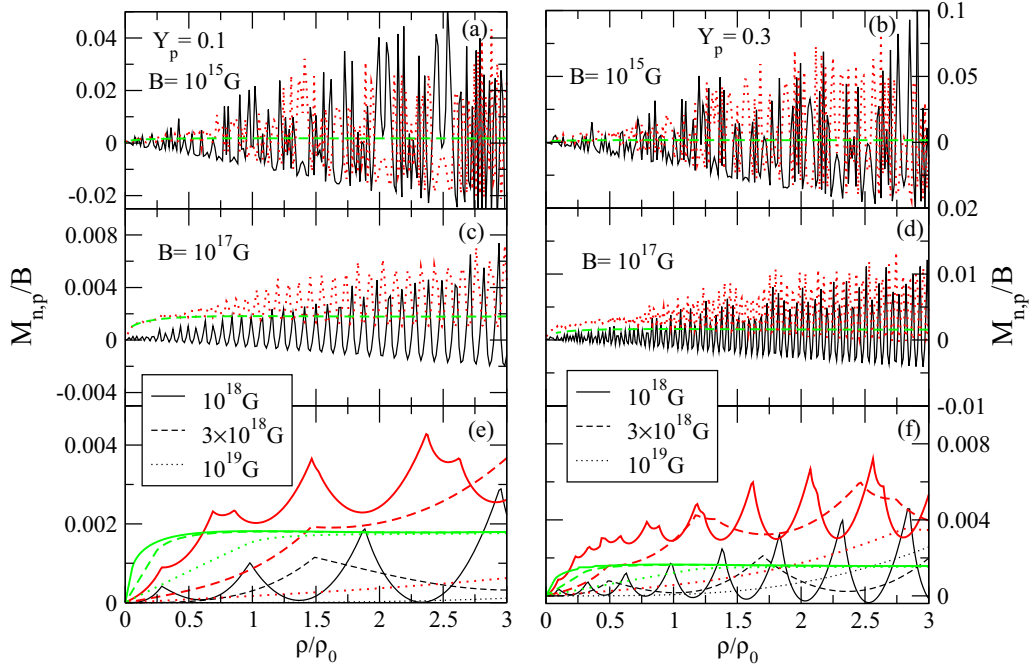 (a)
Y_p = 0.1
B= 10^15G
0.04
0.02
0
-0.02
(b)
Y_p = 0.3
B= 10^15G
0.1
0.05
0
0.02
(c)
B= 10^17G
0.008
0.004
0
-0.004
(d)
B= 10^17G
0.01
0
-0.01
M_n,p/B
M_n,p/B
(e)
10^18G
3×10^18G
10^19G
0.004
0.002
0
(f)
10^18G
3×10^18G
10^19G
0.008
0.004
0
0 0.5 1 1.5 2 2.5 3
0 0.5 1 1.5 2 2.5 3
ρ/ρ_0
ρ/ρ_0